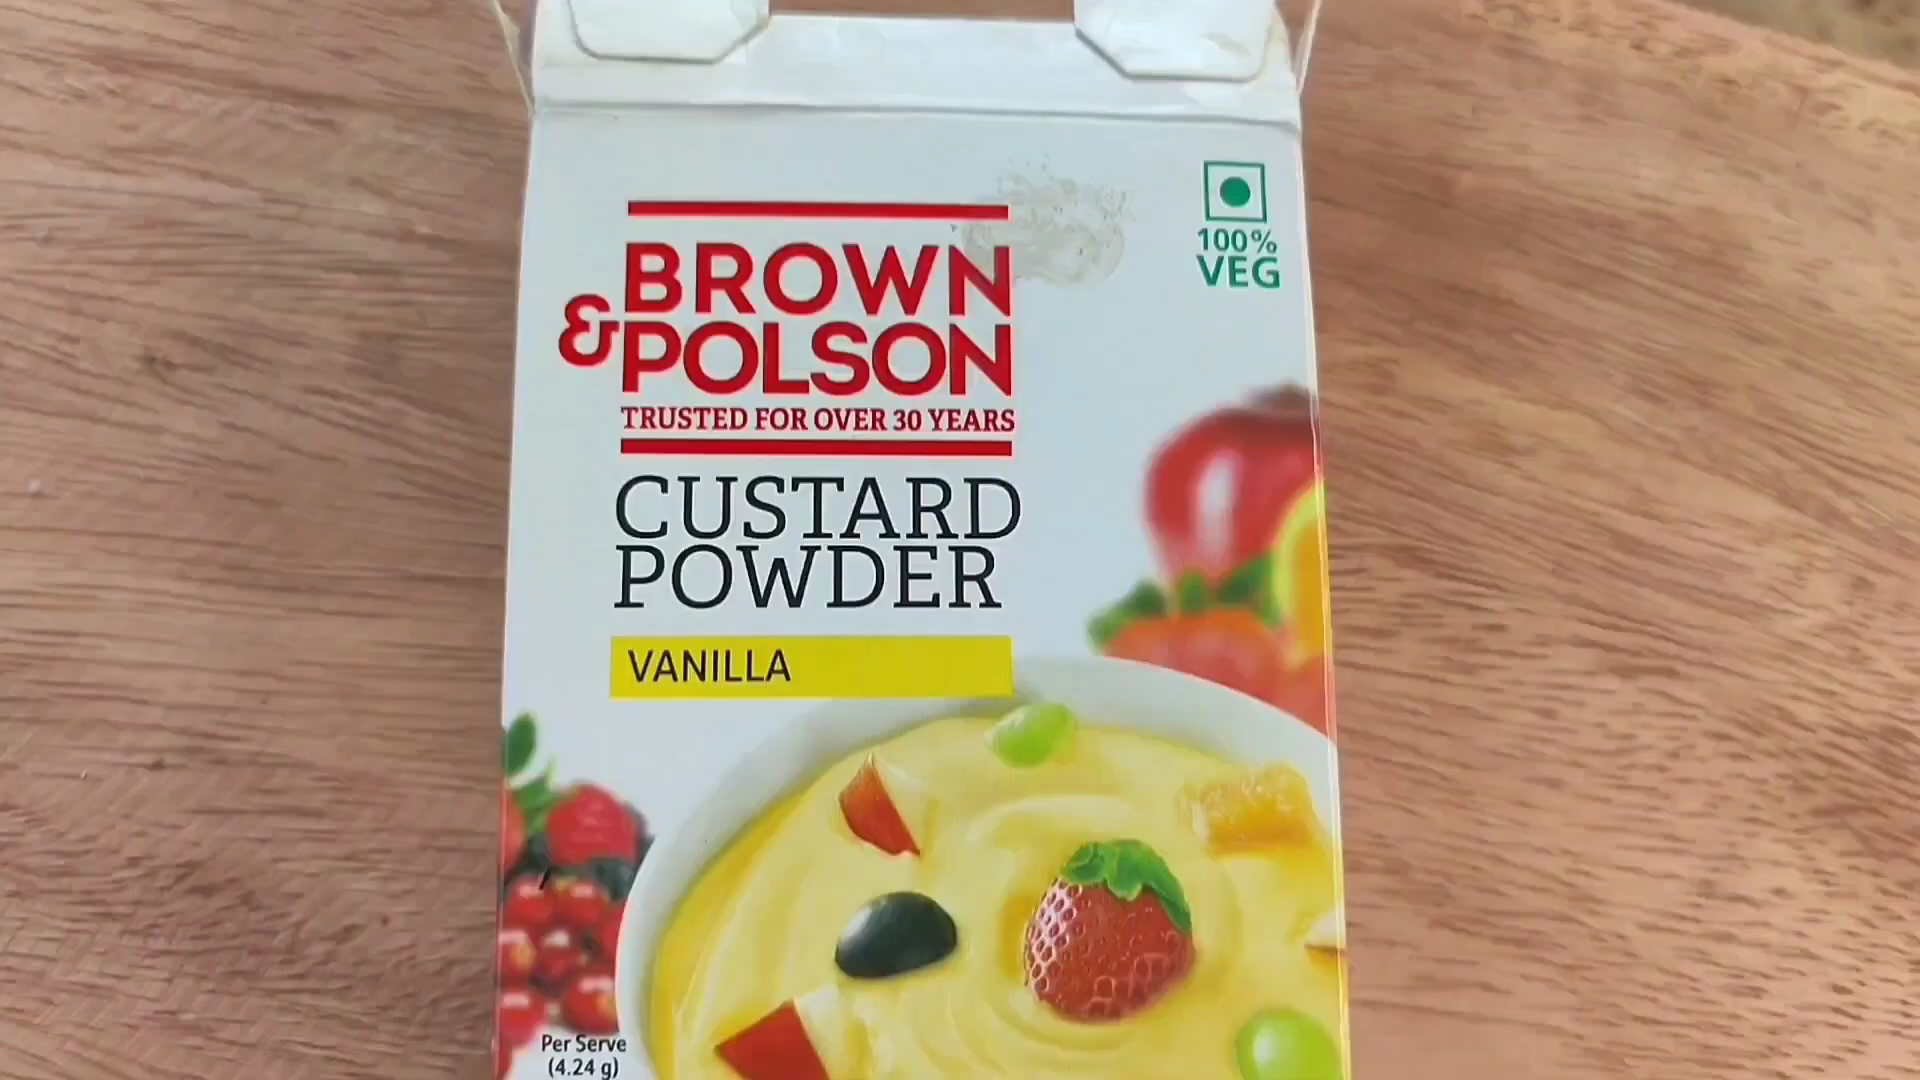 100%
VEG
BROWN
& POLSON
TRUSTED FOR OVER 30 YEARS
CUSTARD
POWDER
VANILLA
Per Serve
(4.24 g)